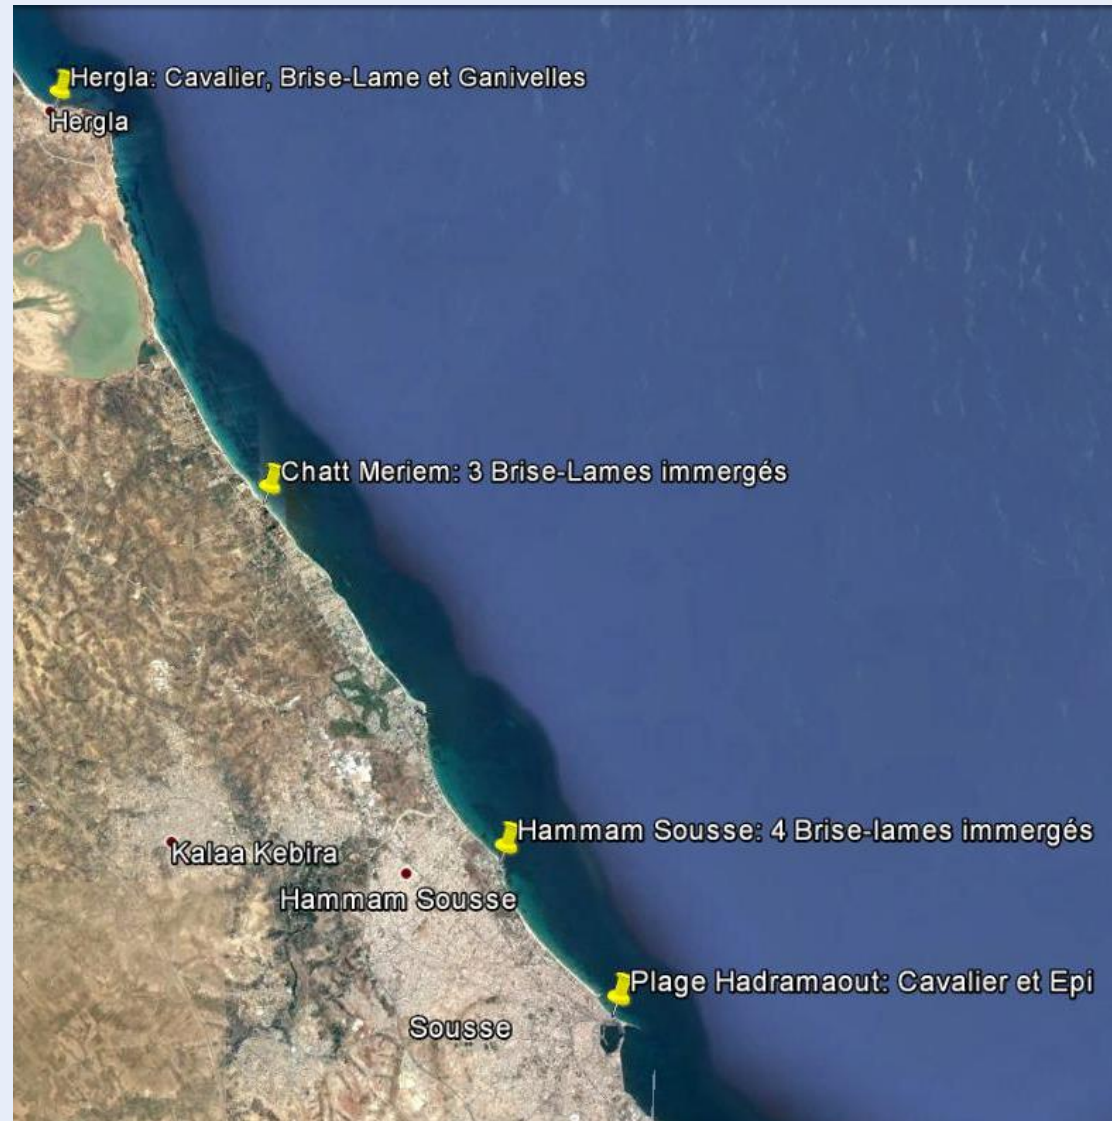 Hergla: Cavalier, Brise-Lame et Ganivelles
Hergla
Chatt Meriem: 3 Brise-Lames immergés
Hammam Sousse: 4 Brise-lames immergés
Kalaa Kebira
Hammam Sousse
Plage Hadramaout: Cavalier et Epi
Sousse